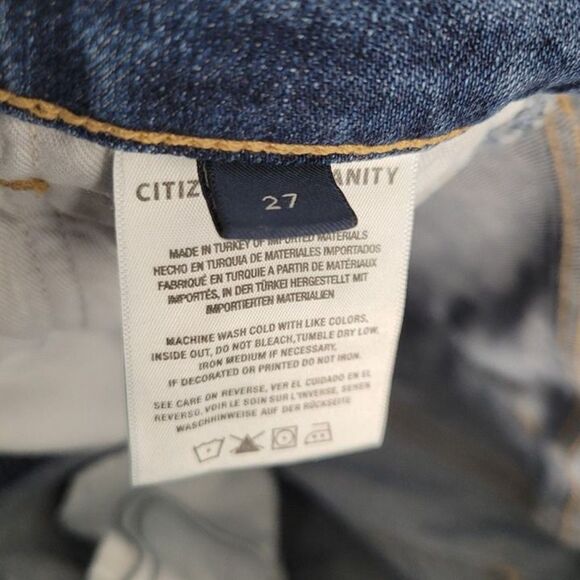 CITIZ ANITY
27
MADE IN TURKEY OF IMPORTED MATERIALS
HECHO EN TURQUIA DE MATERIALES IMPORTADOS
FABRIQUÉ EN TURQUIE A PARTIR DE MATÉRIAUX
IMPORTÉS, IN DER TÜRKEI HERGESTELLT MIT
IMPORTIERTEN MATERIALIEN
MACHINE WASH COLD WITH LIKE COLORS,
INSIDE OUT, DO NOT BLEACH,TUMBLE DRY LOW,
IRON MEDIUM IF NECESSARY.
IF DECORATED OR PRINTED DO NOT IRON.
SEE CARE ON REVERSE, VER EL CUIDADO EN EL
REVERSO. VOIR LE SOIN SUR L'INVERSE, SEHEN
WASCHHINWEISE AUF DER RÜCKSEITE